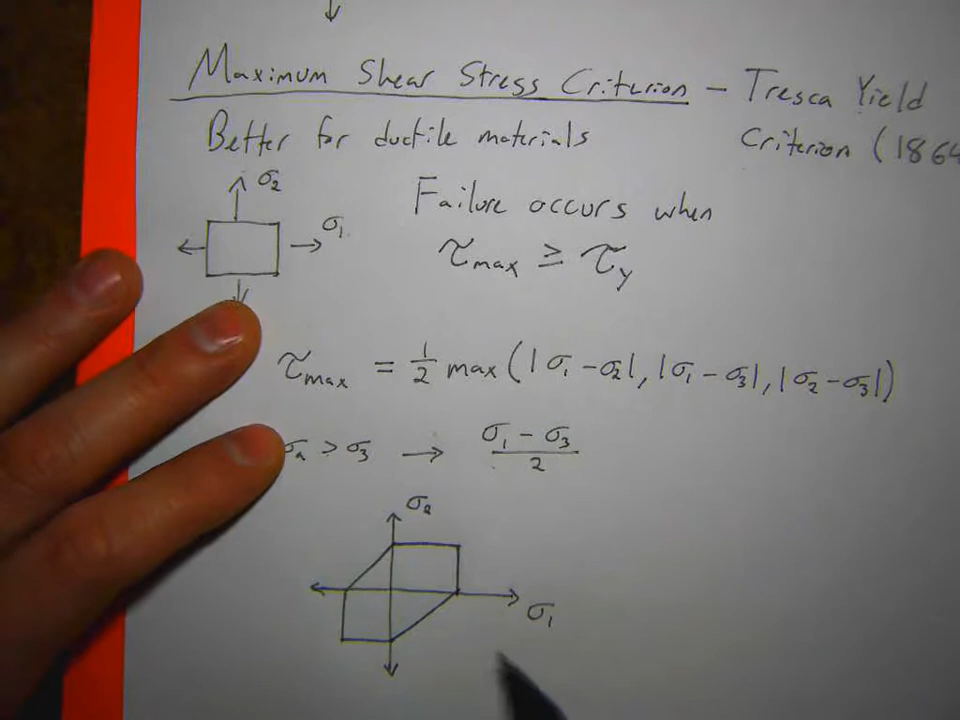 Maximum Shear Stress Criterion - Tresca Yield
Criterion (1864
Better for ductile materials
σ₂
σ₁
Failure occurs when
τmax ≥ τy
τmax = 1/2 max(|σ₁ - σ₂|, |σ₁ - σ₃|, |σ₂ - σ₃|)
σ₂ > σ₃ → (σ₁ - σ₃)/2
σ₂
σ₁